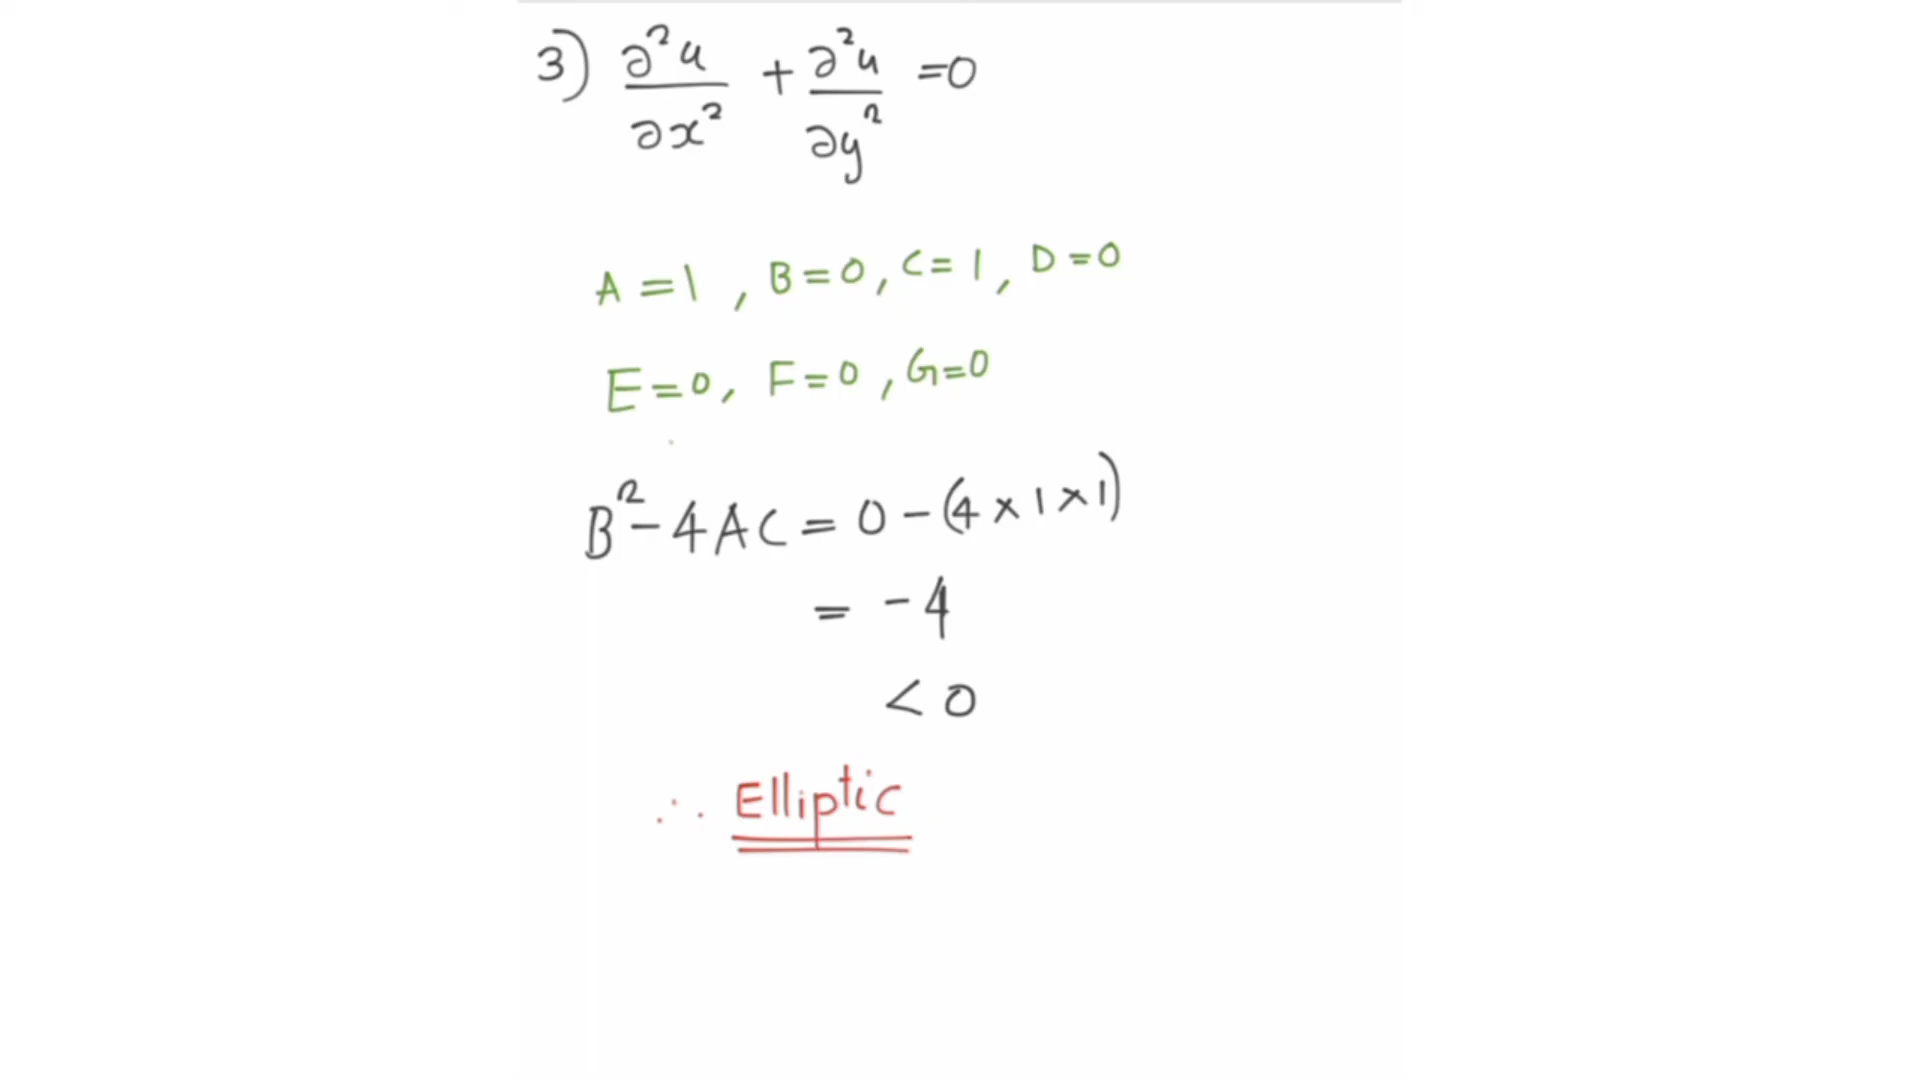 3) ∂²u/∂x² + ∂²u/∂y² =0
A =1 , B =0 , C = 1 , D =0
E =0 , F =0 , G=0
B² - 4AC = 0 - (4 × 1 × 1)
= -4
< 0
∴ Elliptic